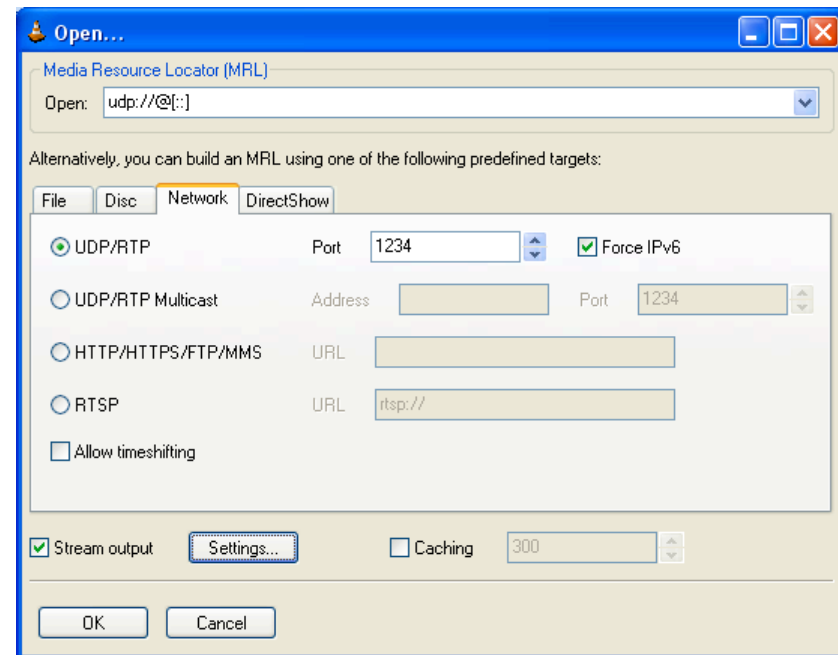 Open...
Media Resource Locator (MRL)
Open: udp://@[::]
Alternatively, you can build an MRL using one of the following predefined targets:
File Disc Network DirectShow
UDP/RTP Port 1234 Force IPv6
UDP/RTP Multicast Address Port 1234
HTTP/HTTPS/FTP/MMS URL
RTSP URL rtsp://
Allow timeshifting
Stream output Settings... Caching 300
OK Cancel